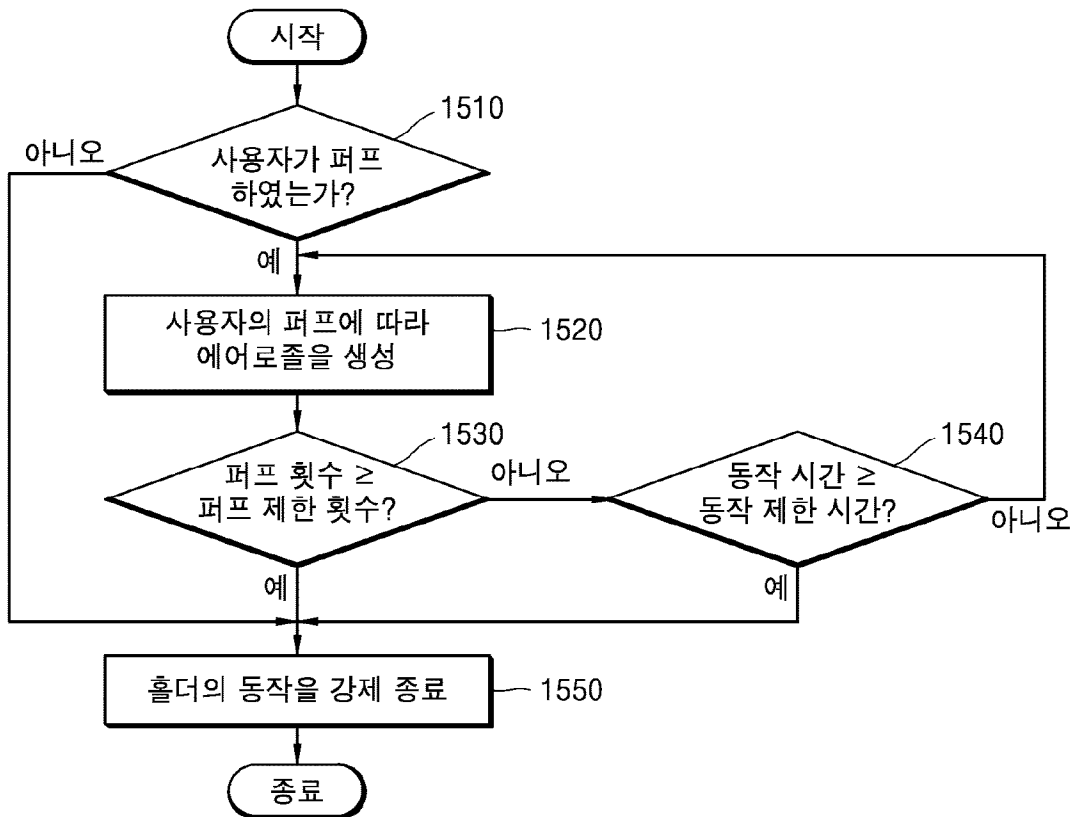 시작
1510
아니오
사용자가 퍼프
하였는가?
예
사용자의 퍼프에 따라
에어로졸을 생성
1520
1530
1540
퍼프 횟수 ≥
퍼프 제한 횟수?
아니오
동작 시간 ≥
동작 제한 시간?
아니오
예
예
홀더의 동작을 강제 종료
1550
종료